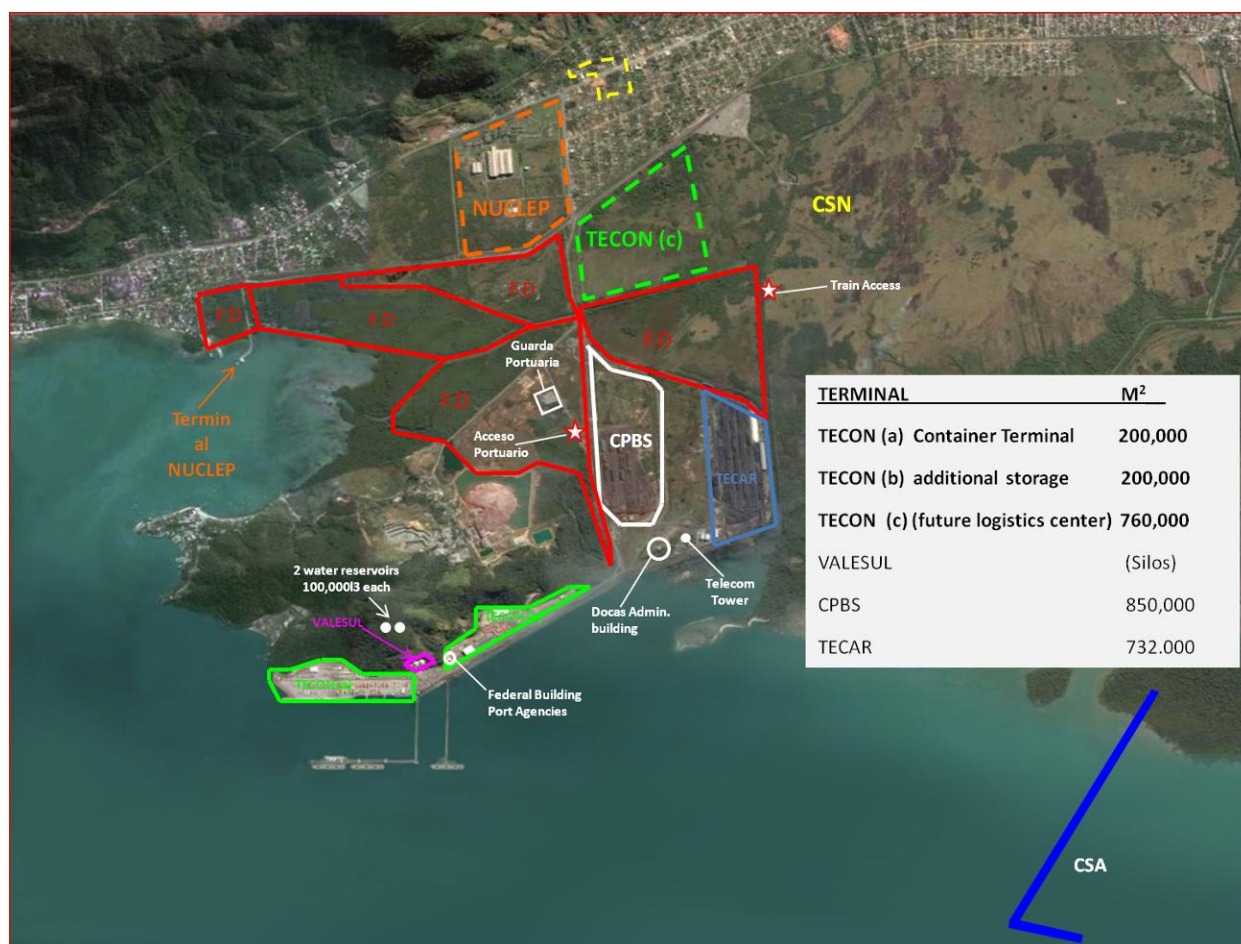 NUCLEP
CSN
TECON (c)
F.D
Train Access
F.D
F.D
F.D
Guarda
Portuaria
F.D
Termin
al
NUCLEP
Acceso
Portuario
CPBS
TECAR
TERMINAL M²
TECON (a) Container Terminal 200,000
TECON (b) additional storage 200,000
TECON (c) (future logistics center) 760,000
VALESUL (Silos)
CPBS 850,000
TECAR 732.000
2 water reservoirs
100,000l3 each
Telecom
Tower
Docas Admin.
building
VALESUL
Federal Building
Port Agencies
CSA